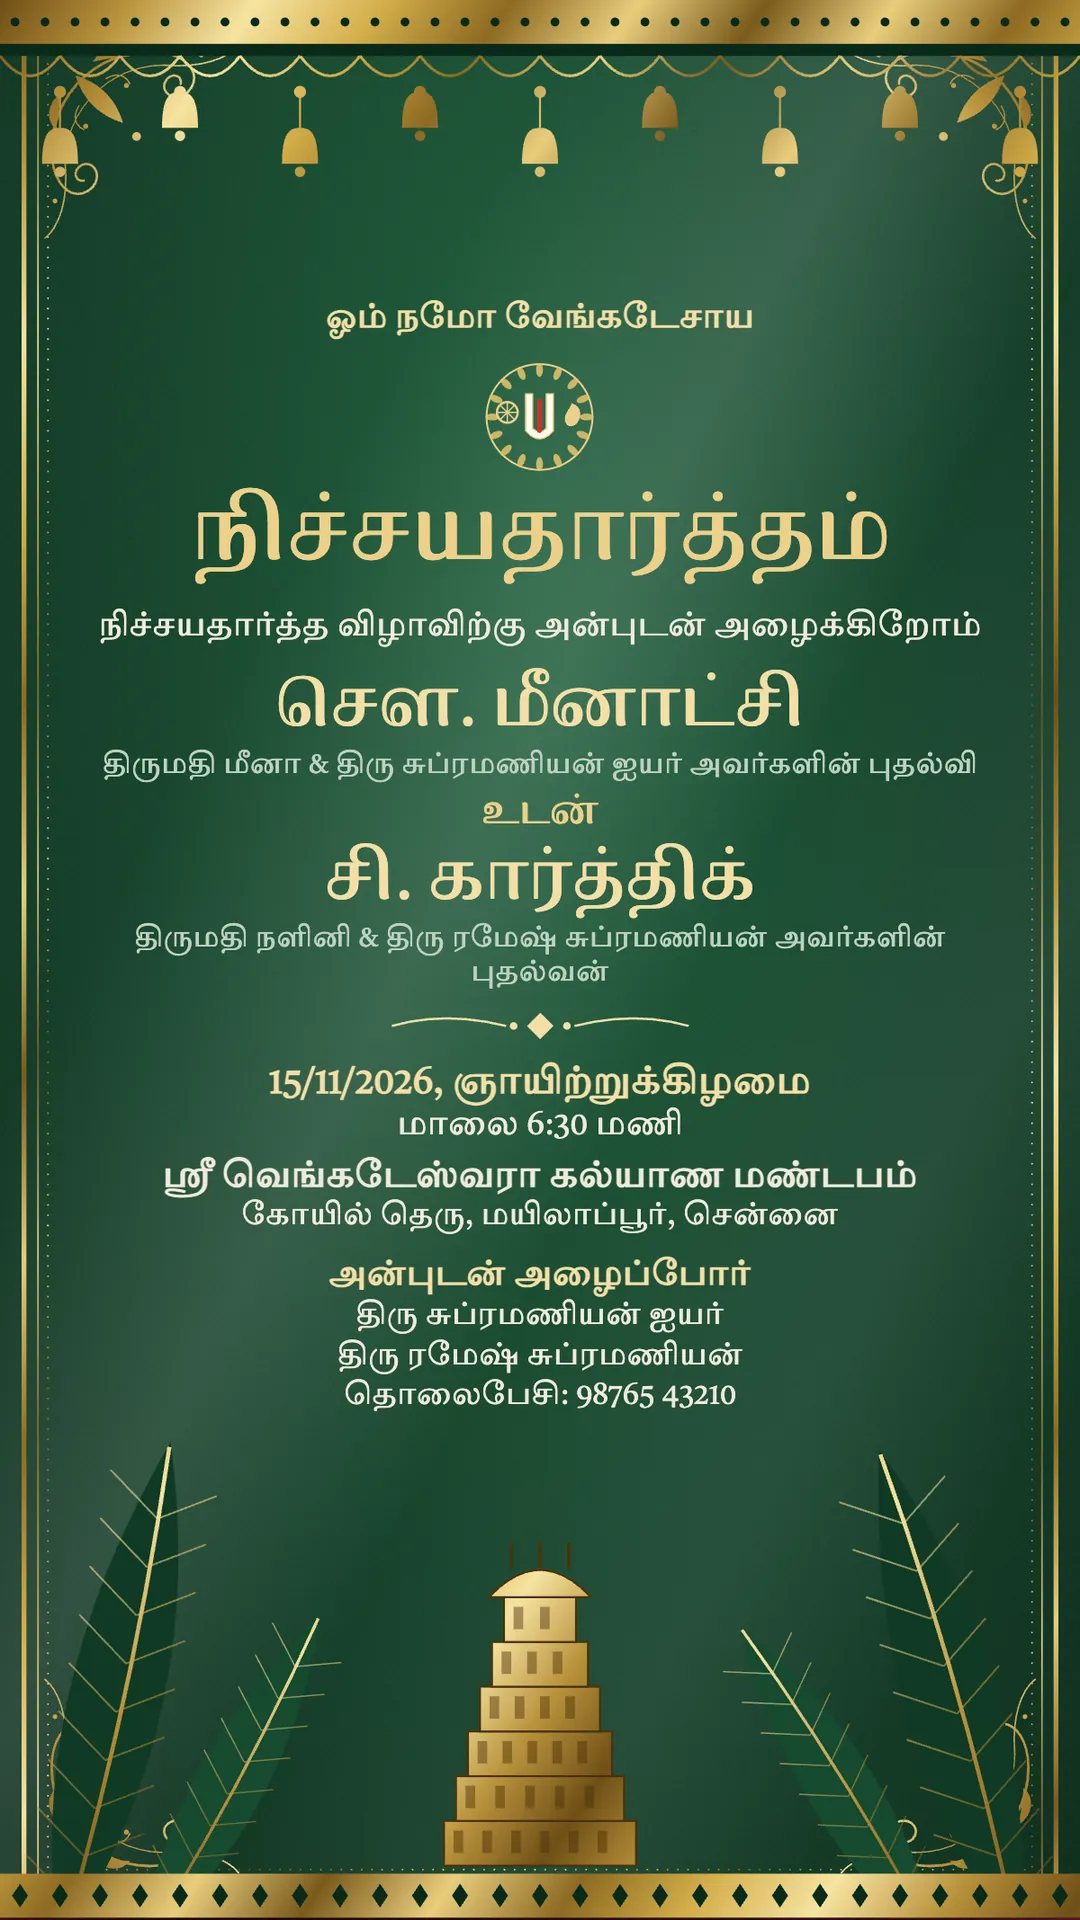 ஓம் நமோ வேங்கடேசாய
நிச்சயதார்த்தம்
நிச்சயதார்த்த விழாவிற்கு அன்புடன் அழைக்கிறோம்
சௌ. மீனாட்சி
திருமதி மீனா & திரு சுப்ரமணியன் ஐயர் அவர்களின் புதல்வி
உடன்
சி. கார்த்திக்
திருமதி நளினி & திரு ரமேஷ் சுப்ரமணியன் அவர்களின்
புதல்வன்
15/11/2026, ஞாயிற்றுக்கிழமை
மாலை 6:30 மணி
ஸ்ரீ வெங்கடேஸ்வரா கல்யாண மண்டபம்
கோயில் தெரு, மயிலாப்பூர், சென்னை
அன்புடன் அழைப்போர்
திரு சுப்ரமணியன் ஐயர்
திரு ரமேஷ் சுப்ரமணியன்
தொலைபேசி: 98765 43210